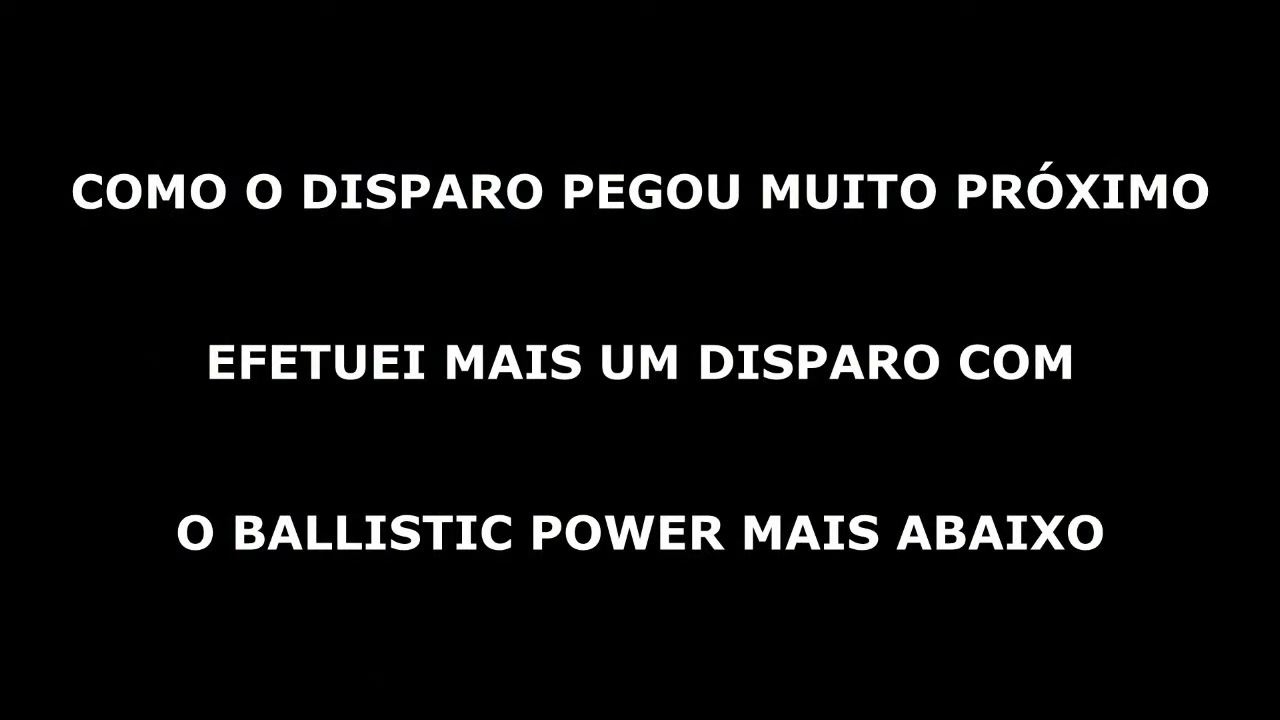 COMO O DISPARO PEGOU MUITO PRÓXIMO
EFETUEI MAIS UM DISPARO COM
O BALLISTIC POWER MAIS ABAIXO